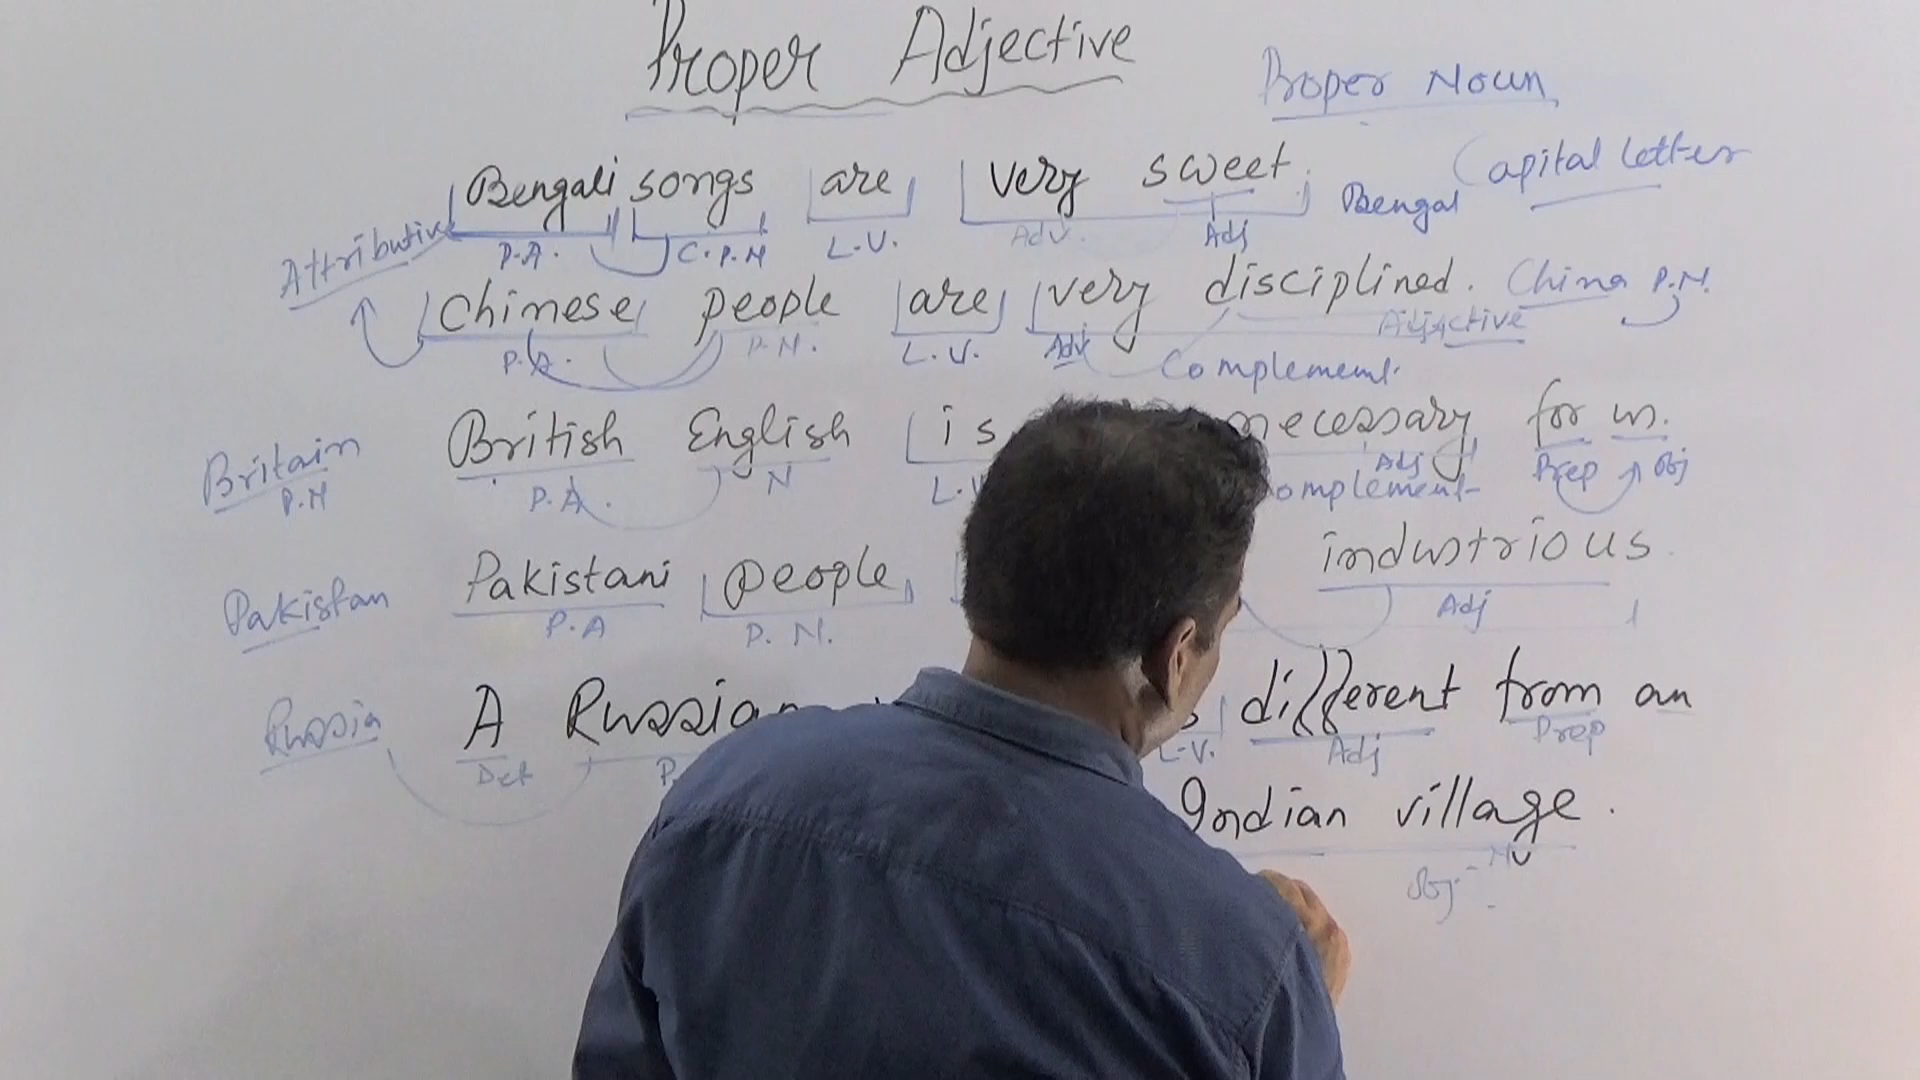 Proper Adjective
Proper Noun
Capital letter
Bengali songs are very sweet.
Bengal
Attributive
P.A. C.P.N L.V. Adv. Adj
Chinese people are very disciplined. China P.N.
P.A. P.N. L.V. Adv Adjective
Complement.
Britain British English is necessary for us.
P.N P.A. N L.V Adj Prep Obj
omplement
Pakistan Pakistani people industrious.
P.A P.N. Adj
Russia A Russian different from an
Det P. L-V. Adj Prep
Indian village.
N
Obj